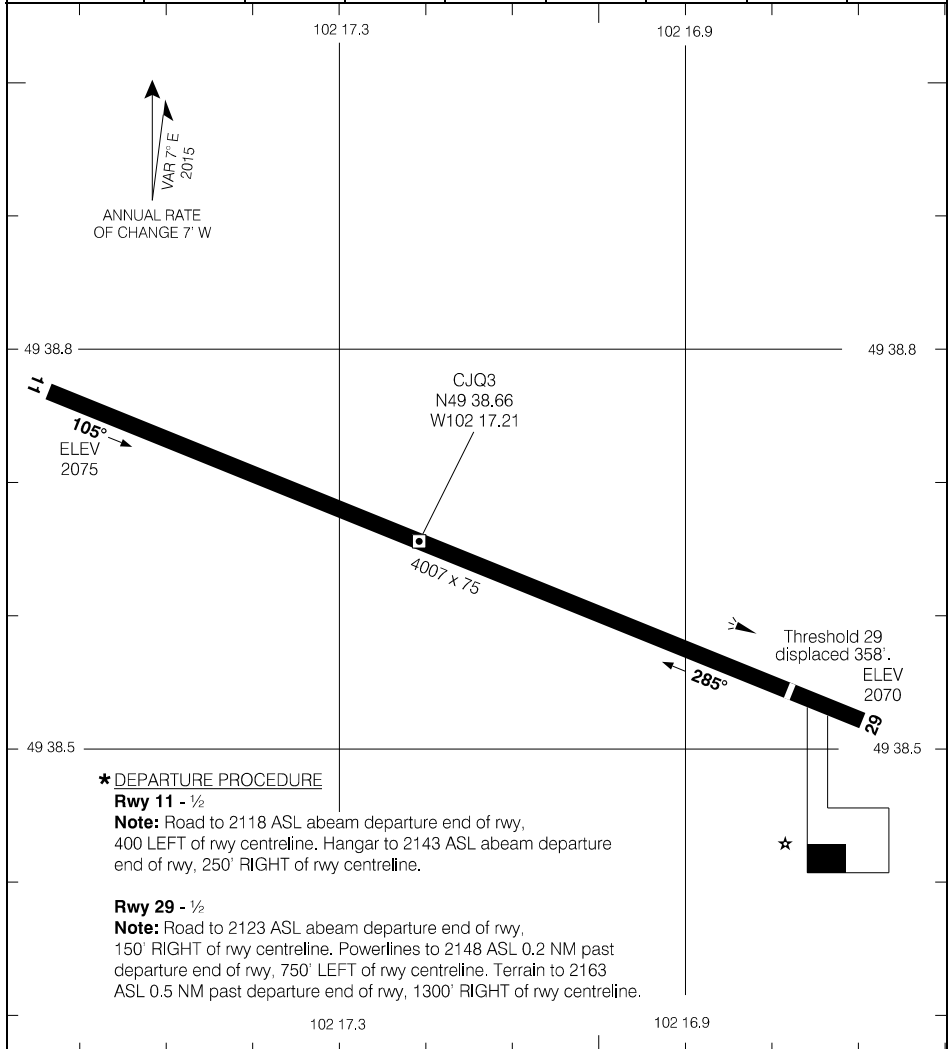 102 17.3
102 16.9
VAR 7° E
2015
ANNUAL RATE
OF CHANGE 7' W
49 38.8
49 38.8
CJQ3
N49 38.66
W102 17.21
11
105°
ELEV
2075
4007 x 75
Threshold 29
displaced 358'.
ELEV
2070
285°
29
49 38.5
49 38.5
* DEPARTURE PROCEDURE
Rwy 11 - ½
Note: Road to 2118 ASL abeam departure end of rwy,
400 LEFT of rwy centreline. Hangar to 2143 ASL abeam departure
end of rwy, 250' RIGHT of rwy centreline.
Rwy 29 - ½
Note: Road to 2123 ASL abeam departure end of rwy,
150' RIGHT of rwy centreline. Powerlines to 2148 ASL 0.2 NM past
departure end of rwy, 750' LEFT of rwy centreline. Terrain to 2163
ASL 0.5 NM past departure end of rwy, 1300' RIGHT of rwy centreline.
102 17.3
102 16.9